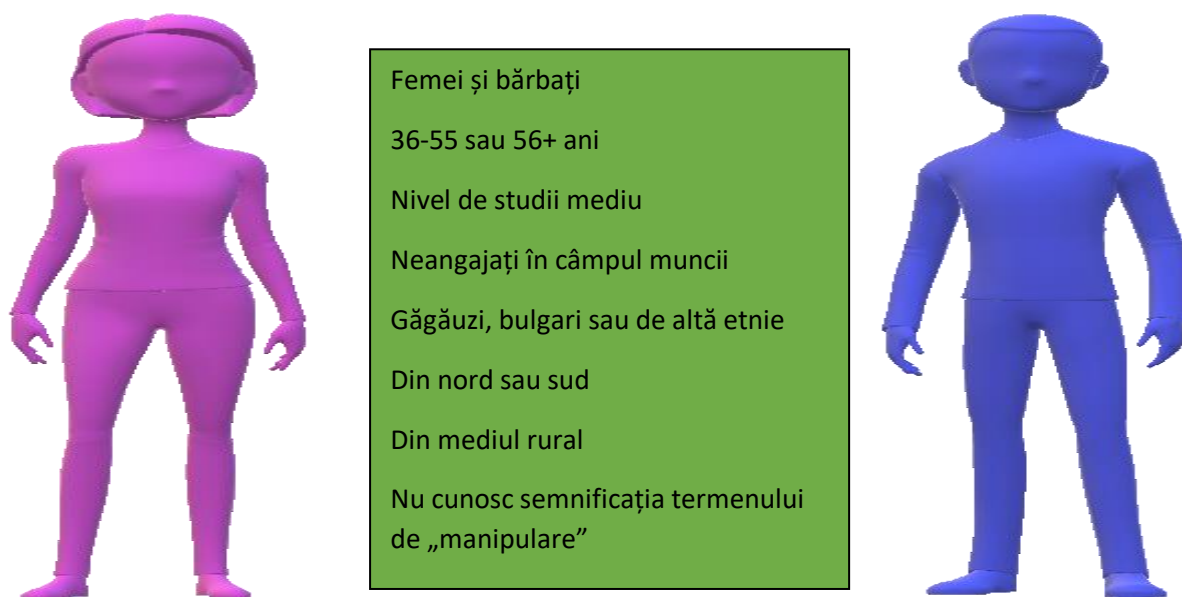 Femei și bărbați
36-55 sau 56+ ani
Nivel de studii mediu
Neangajați în câmpul muncii
Găgăuzi, bulgari sau de altă etnie
Din nord sau sud
Din mediul rural
Nu cunosc semnificația termenului
de „manipulare”